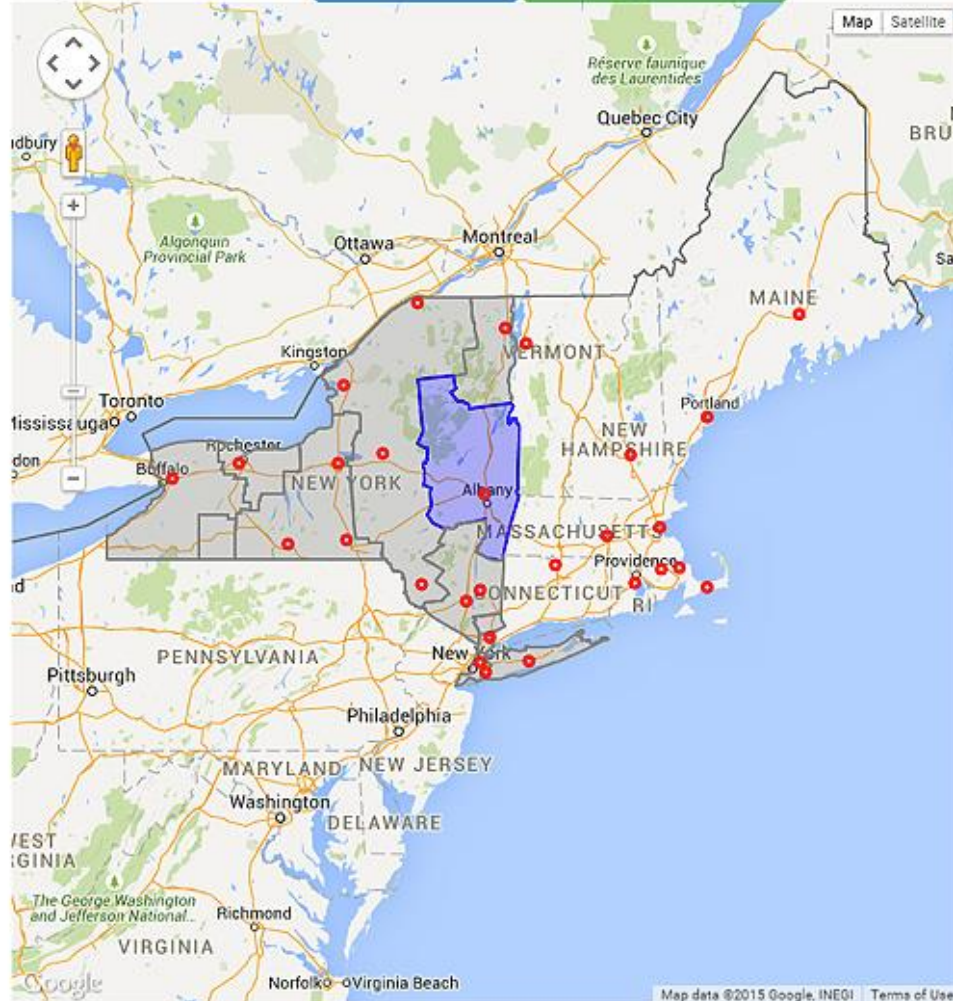 Map Satellite
Réserve faunique
des Laurentides
Quebec City
BRU
udbury
Algonquin
Provincial Park
Ottawa
Montreal
Sa
MAINE
Kingston
VERMONT
Toronto
Mississauga
Portland
NEW
HAMPSHIRE
don
Rochester
Buffalo
NEW YORK
Albany
MASSACHUSETTS
Providence
d
CONNECTICUT
RI
PENNSYLVANIA
New York
Pittsburgh
Philadelphia
MARYLAND
NEW JERSEY
Washington
DELAWARE
WEST
RGINIA
The George Washington
and Jefferson National...
Richmond
VIRGINIA
Google
Norfolk
Virginia Beach
Map data ©2015 Google, INEGI
Terms of Use